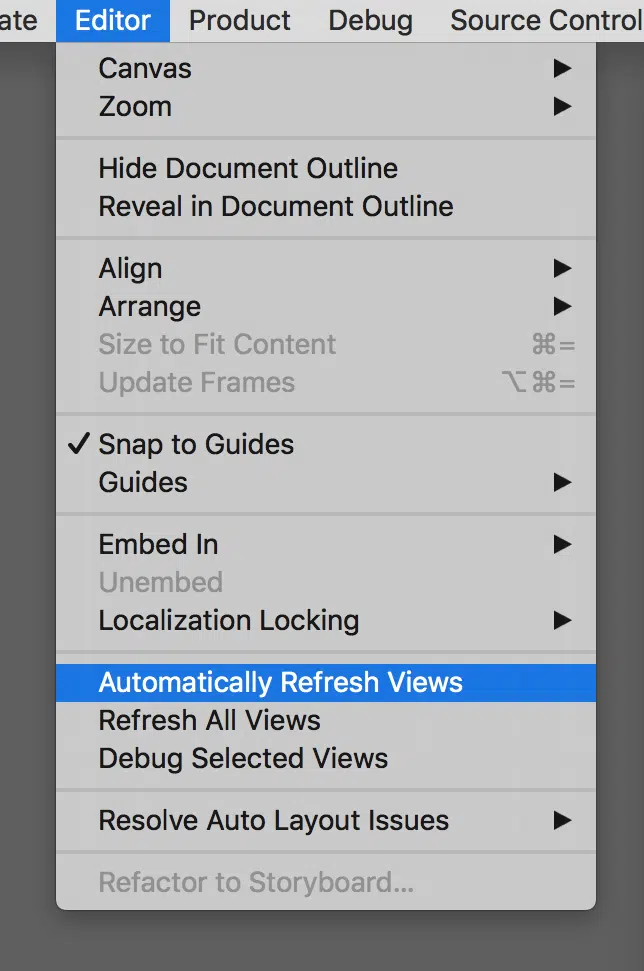 ate Editor Product Debug Source Control
Canvas ▶
Zoom ▶
Hide Document Outline
Reveal in Document Outline
Align ▶
Arrange ▶
Size to Fit Content ⌘=
Update Frames ⌥⌘=
✓ Snap to Guides
Guides ▶
Embed In ▶
Unembed
Localization Locking ▶
Automatically Refresh Views
Refresh All Views
Debug Selected Views
Resolve Auto Layout Issues ▶
Refactor to Storyboard...